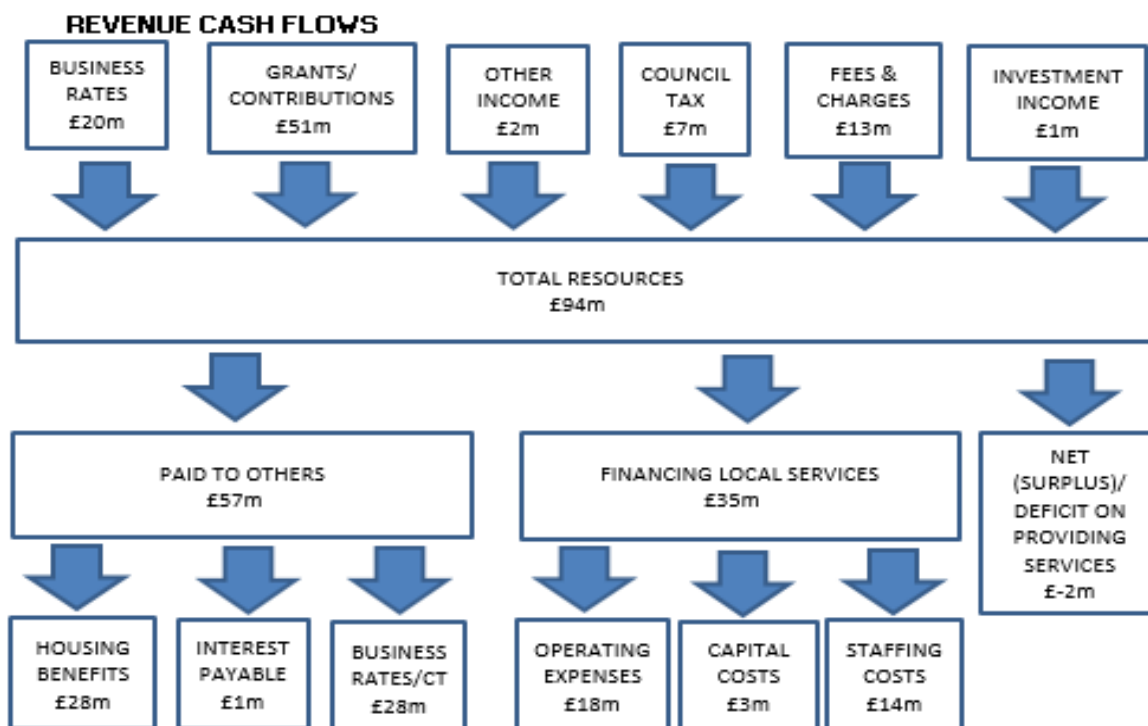 REVENUE CASH FLOWS
BUSINESS
RATES
£20m
GRANTS/
CONTRIBUTIONS
£51m
OTHER
INCOME
£2m
COUNCIL
TAX
£7m
FEES &
CHARGES
£13m
INVESTMENT
INCOME
£1m
TOTAL RESOURCES
£94m
PAID TO OTHERS
£57m
FINANCING LOCAL SERVICES
£35m
NET
(SURPLUS)/
DEFICIT ON
PROVIDING
SERVICES
£-2m
HOUSING
BENEFITS
£28m
INTEREST
PAYABLE
£1m
BUSINESS
RATES/CT
£28m
OPERATING
EXPENSES
£18m
CAPITAL
COSTS
£3m
STAFFING
COSTS
£14m